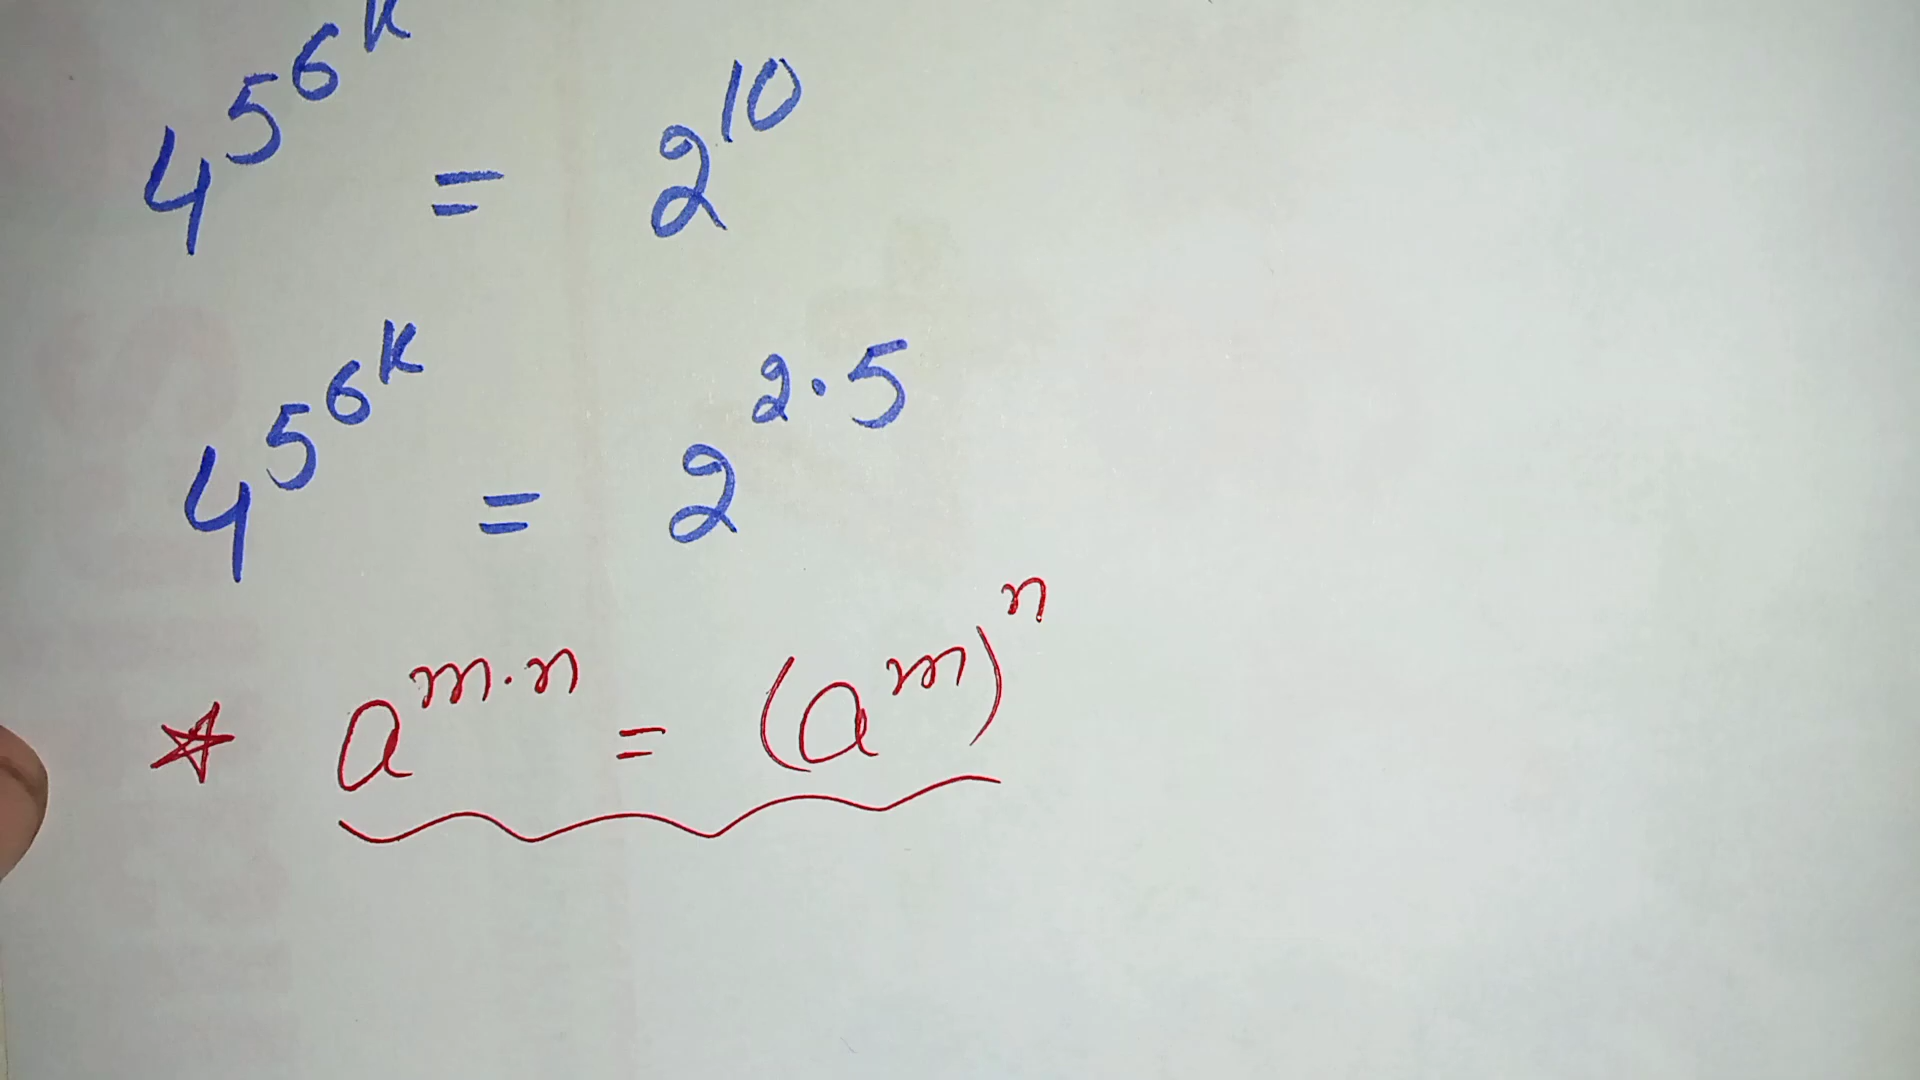 4^5^6^k = 2^10
4^5^6^k = 2^2·5
☆ a^m·n = (a^m)^n